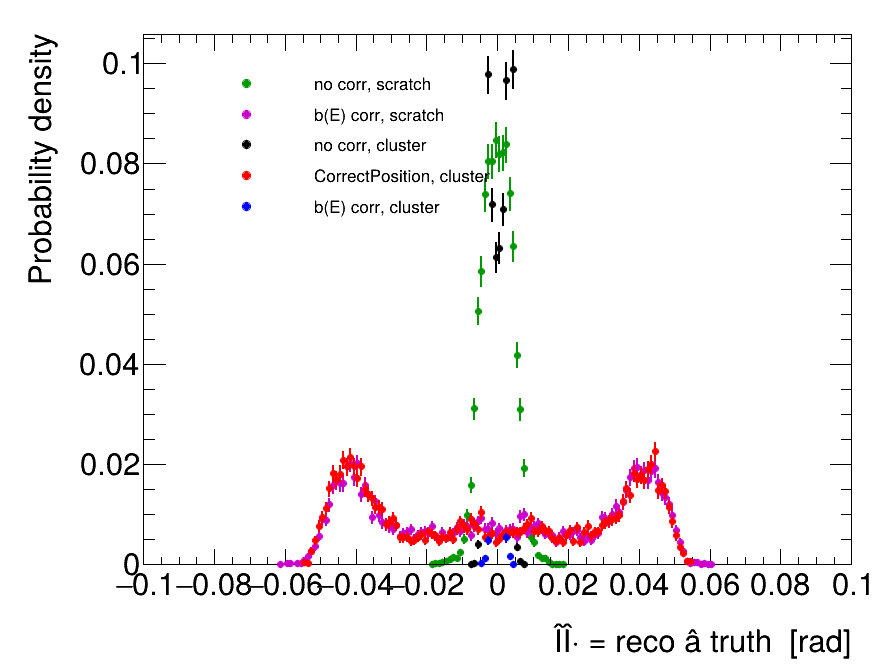 Probability density
0.1
0.08
0.06
0.04
0.02
0
no corr, scratch
b(E) corr, scratch
no corr, cluster
CorrectPosition, cluster
b(E) corr, cluster
−0.1 −0.08 −0.06 −0.04 −0.02 0 0.02 0.04 0.06 0.08 0.1
ÎÎ· = reco â truth [rad]